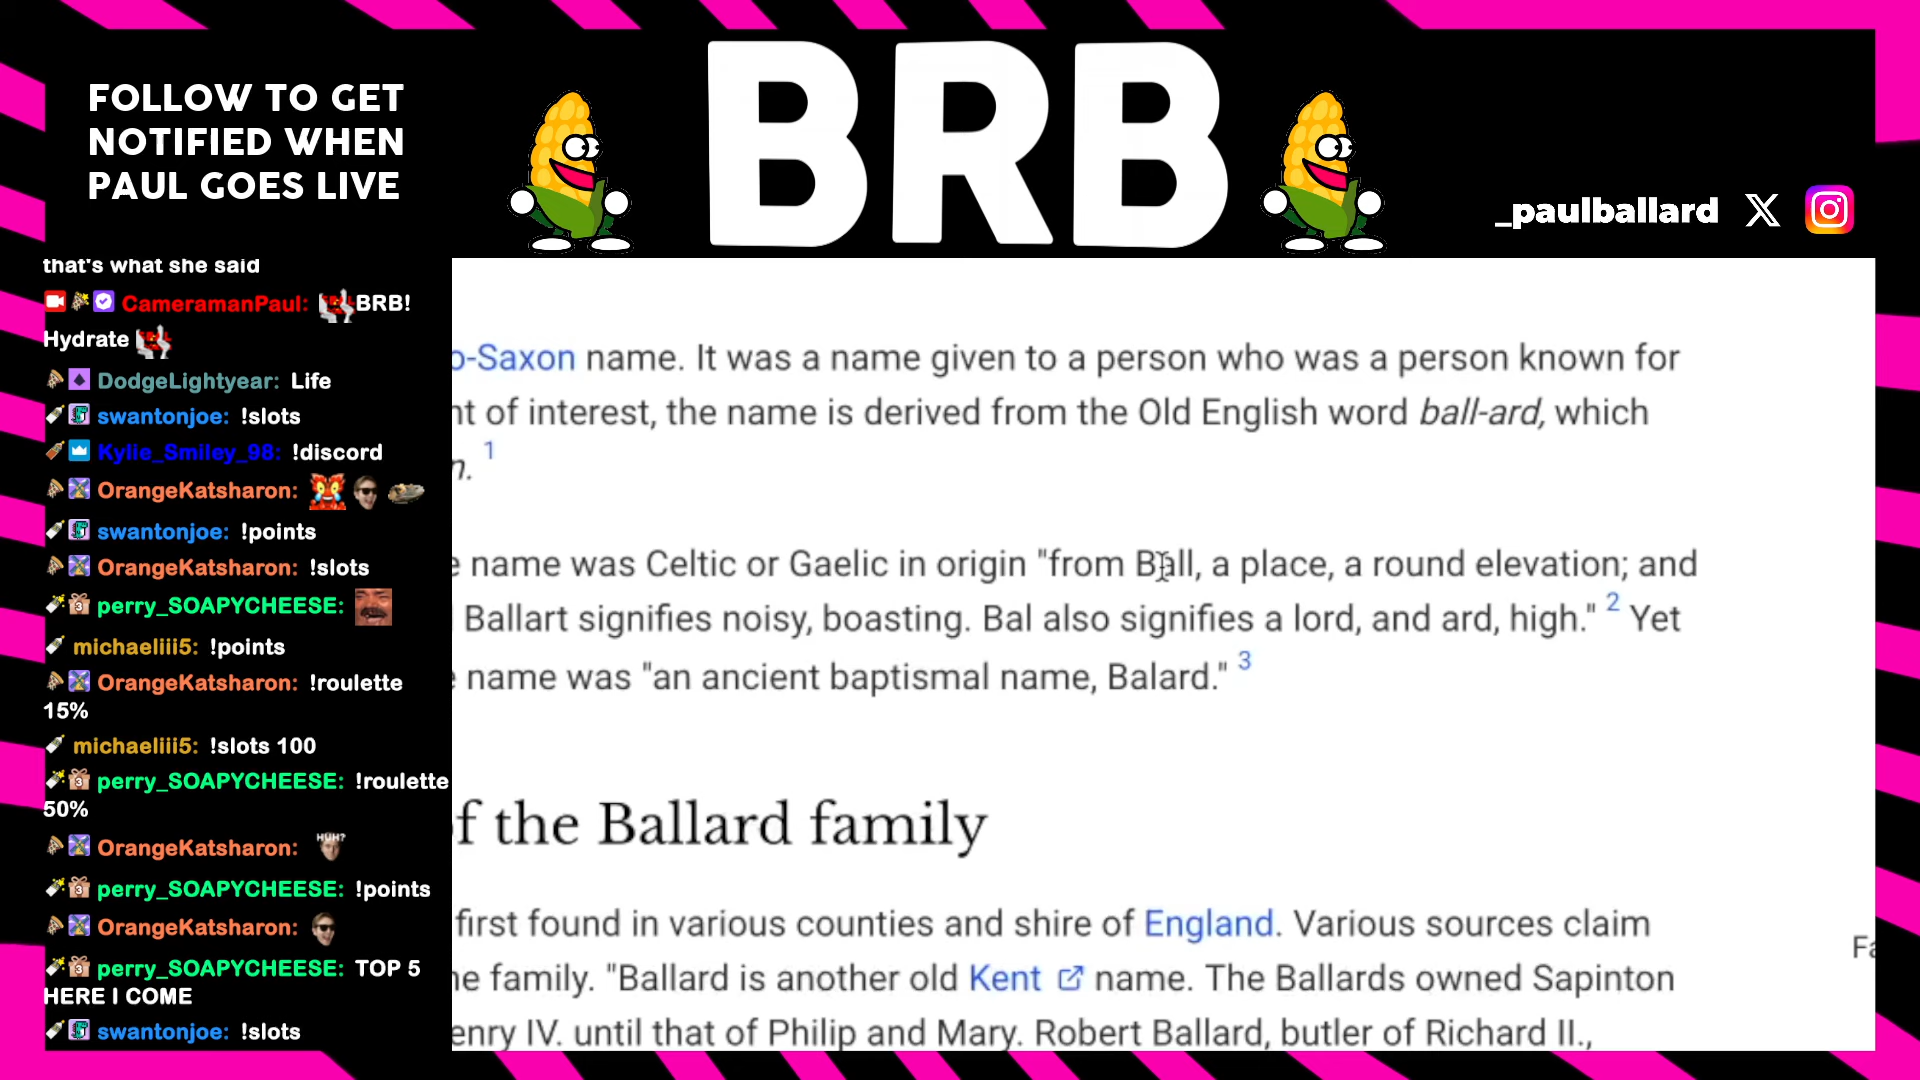 FOLLOW TO GET
NOTIFIED WHEN
PAUL GOES LIVE
BRB
_paulballard
that's what she said
CameramanPaul: BRB!
Hydrate
DodgeLightyear: Life
swantonjoe: !slots
Kylie_Smiley_98: !discord
OrangeKatsharon:
swantonjoe: !points
OrangeKatsharon: !slots
perry_SOAPYCHEESE:
michaeliii5: !points
OrangeKatsharon: !roulette
15%
michaeliii5: !slots 100
perry_SOAPYCHEESE: !roulette
50%
OrangeKatsharon: HUH?
perry_SOAPYCHEESE: !points
OrangeKatsharon:
perry_SOAPYCHEESE: TOP 5
HERE I COME
swantonjoe: !slots
o-Saxon name. It was a name given to a person who was a person known for
nt of interest, the name is derived from the Old English word ball-ard, which
n. 1
e name was Celtic or Gaelic in origin "from Ball, a place, a round elevation; and
Ballart signifies noisy, boasting. Bal also signifies a lord, and ard, high." 2 Yet
name was "an ancient baptismal name, Balard." 3
f the Ballard family
first found in various counties and shire of England. Various sources claim
ne family. "Ballard is another old Kent name. The Ballards owned Sapinton
enry IV. until that of Philip and Mary. Robert Ballard, butler of Richard II.,
Fa